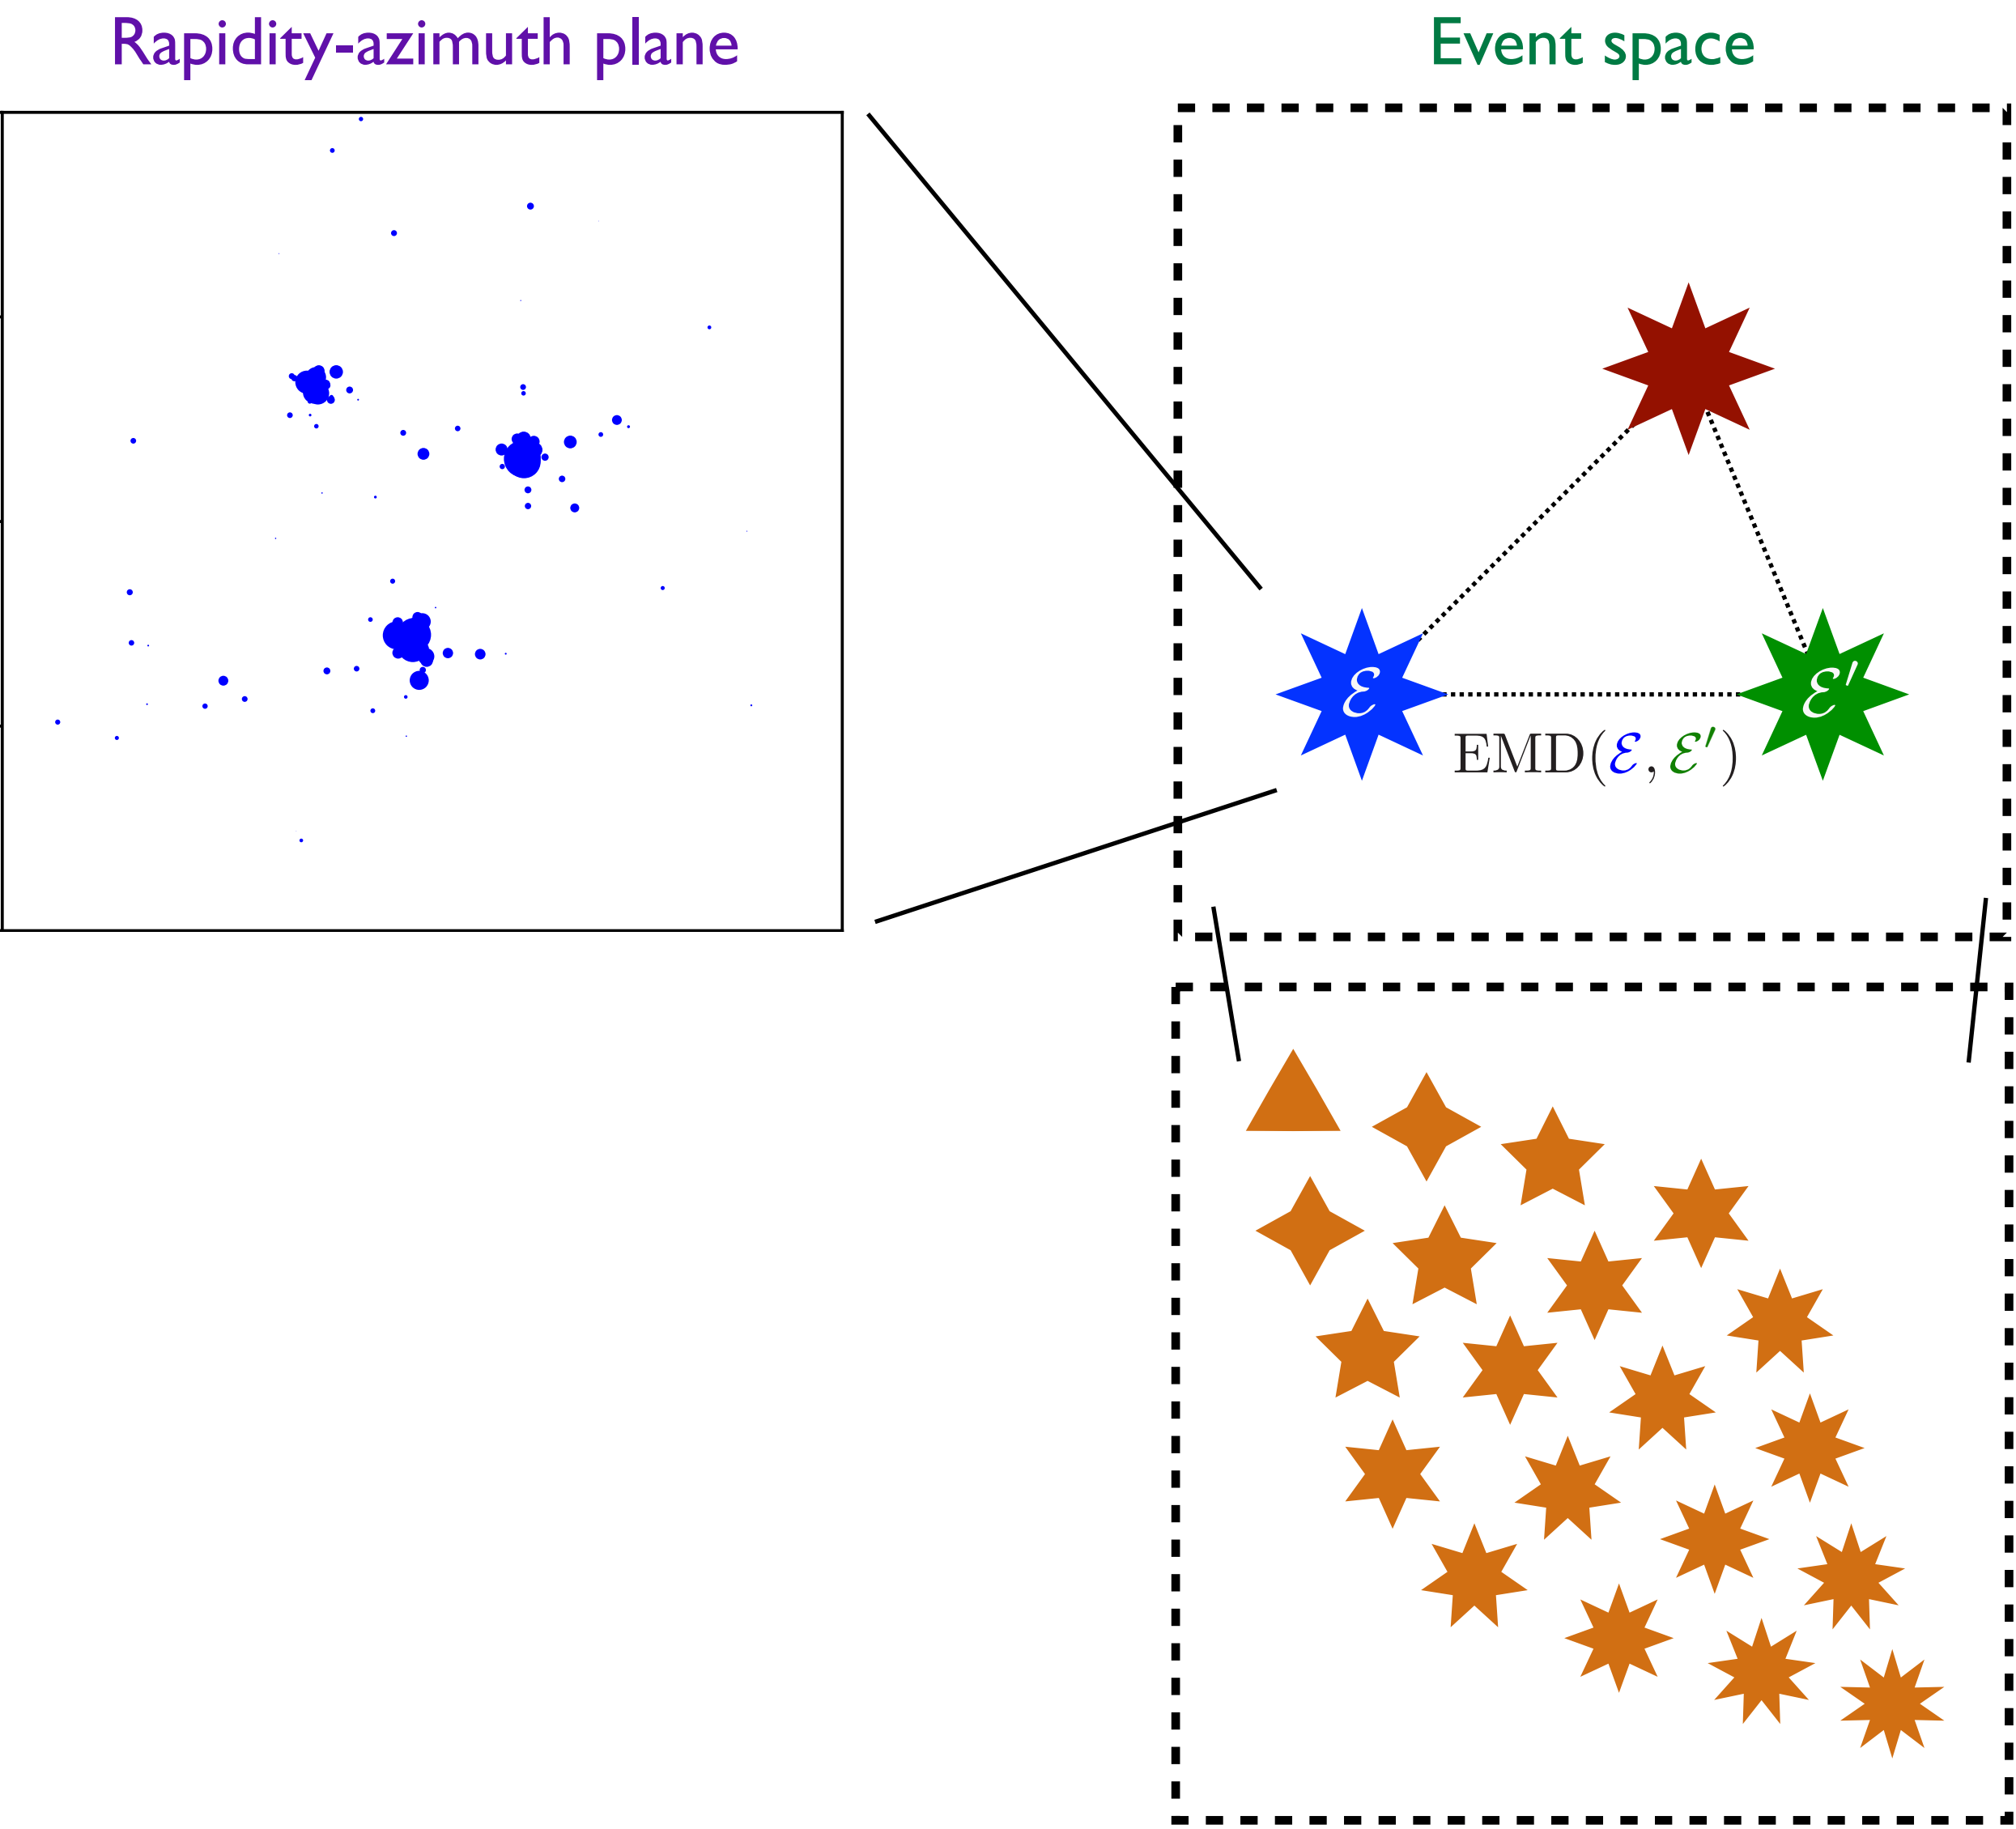 Rapidity-azimuth plane
Event space
ℰ
ℰ′
EMD(ℰ, ℰ′)